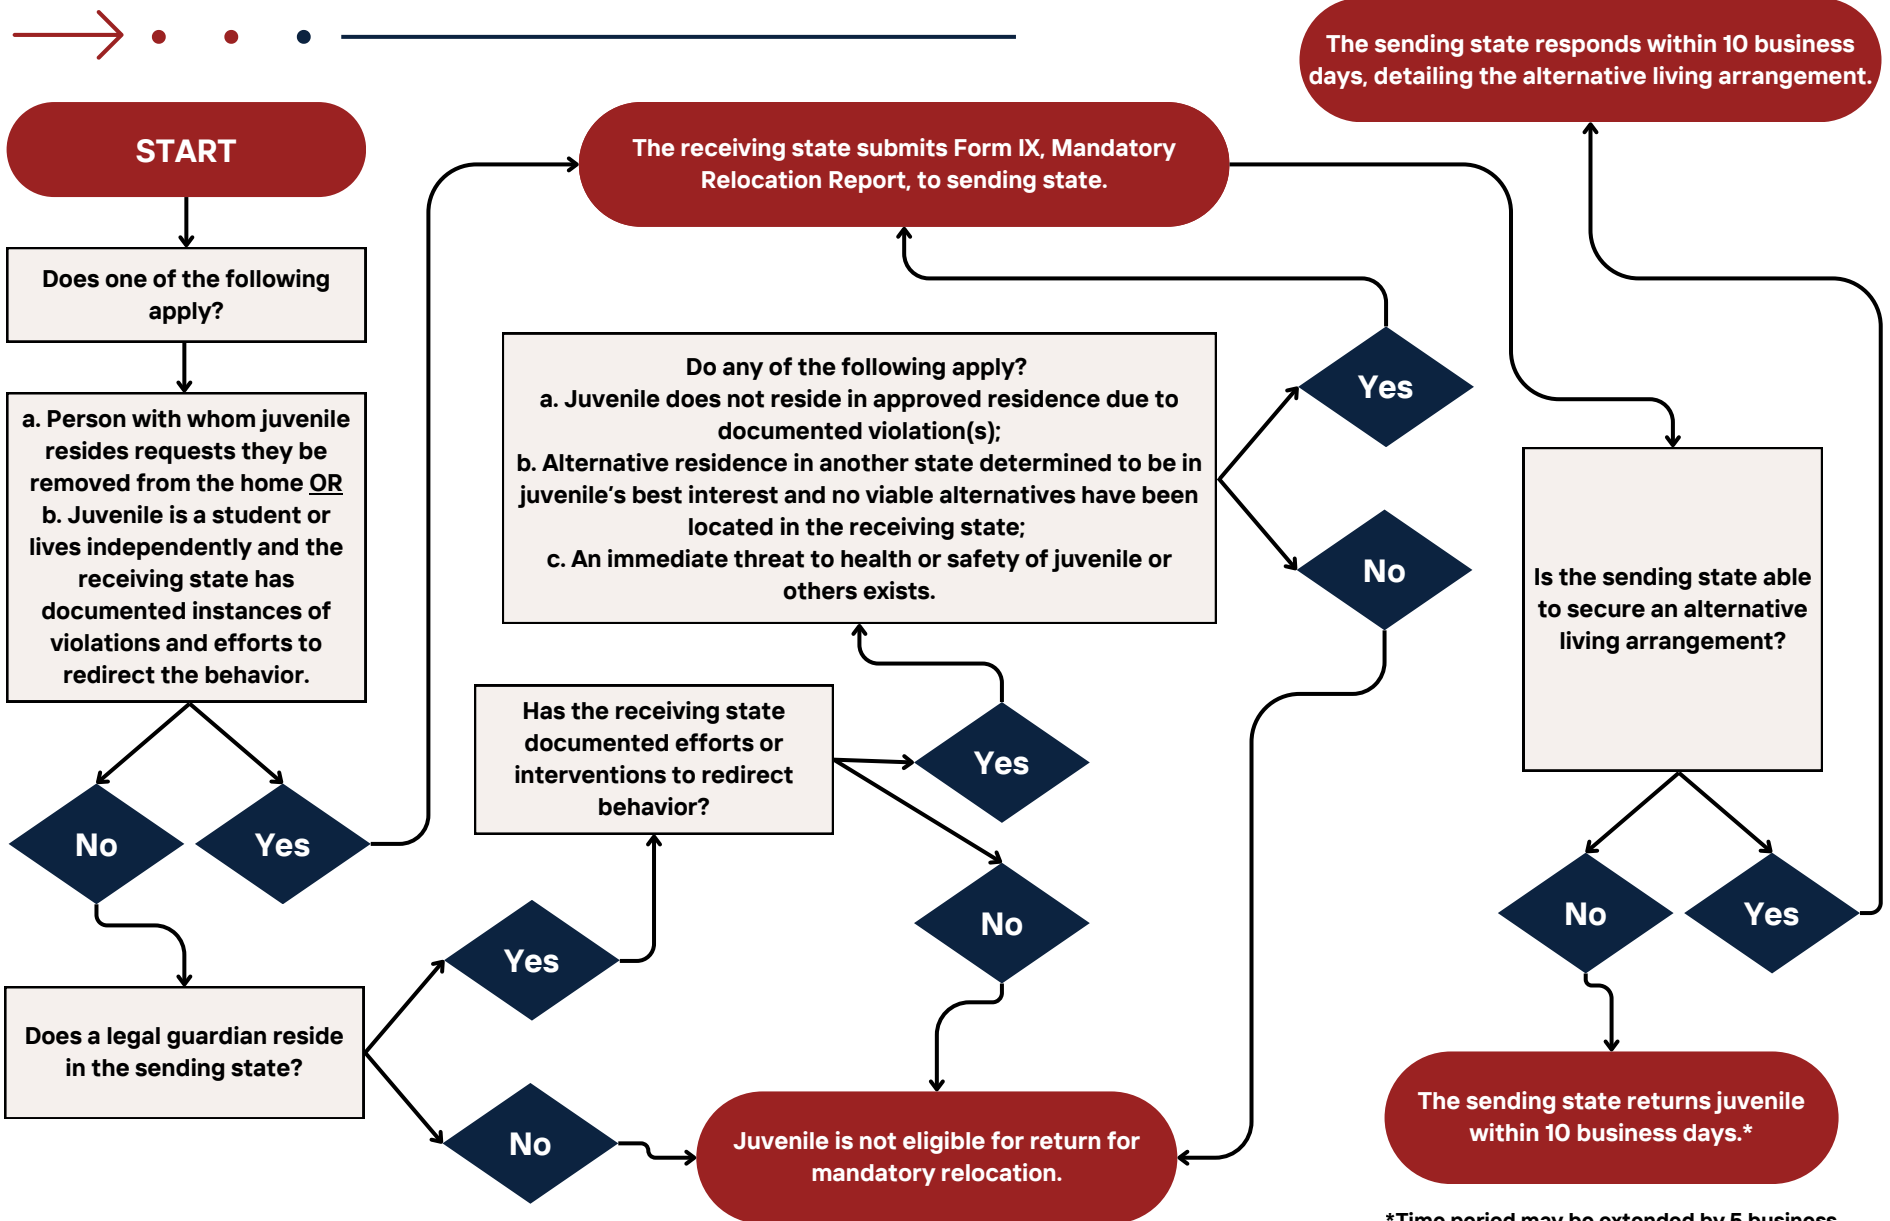 START
Does one of the following
apply?
a. Person with whom juvenile
resides requests they be
removed from the home OR
b. Juvenile is a student or
lives independently and the
receiving state has
documented instances of
violations and efforts to
redirect the behavior.
No
Yes
Does a legal guardian reside
in the sending state?
Yes
No
Has the receiving state
documented efforts or
interventions to redirect
behavior?
Yes
No
Do any of the following apply?
a. Juvenile does not reside in approved residence due to
documented violation(s);
b. Alternative residence in another state determined to be in
juvenile's best interest and no viable alternatives have been
located in the receiving state;
c. An immediate threat to health or safety of juvenile or
others exists.
Yes
No
Juvenile is not eligible for return for
mandatory relocation.
The receiving state submits Form IX, Mandatory
Relocation Report, to sending state.
Is the sending state able
to secure an alternative
living arrangement?
No
Yes
The sending state responds within 10 business
days, detailing the alternative living arrangement.
The sending state returns juvenile
within 10 business days.*
*Time period may be extended by 5 business